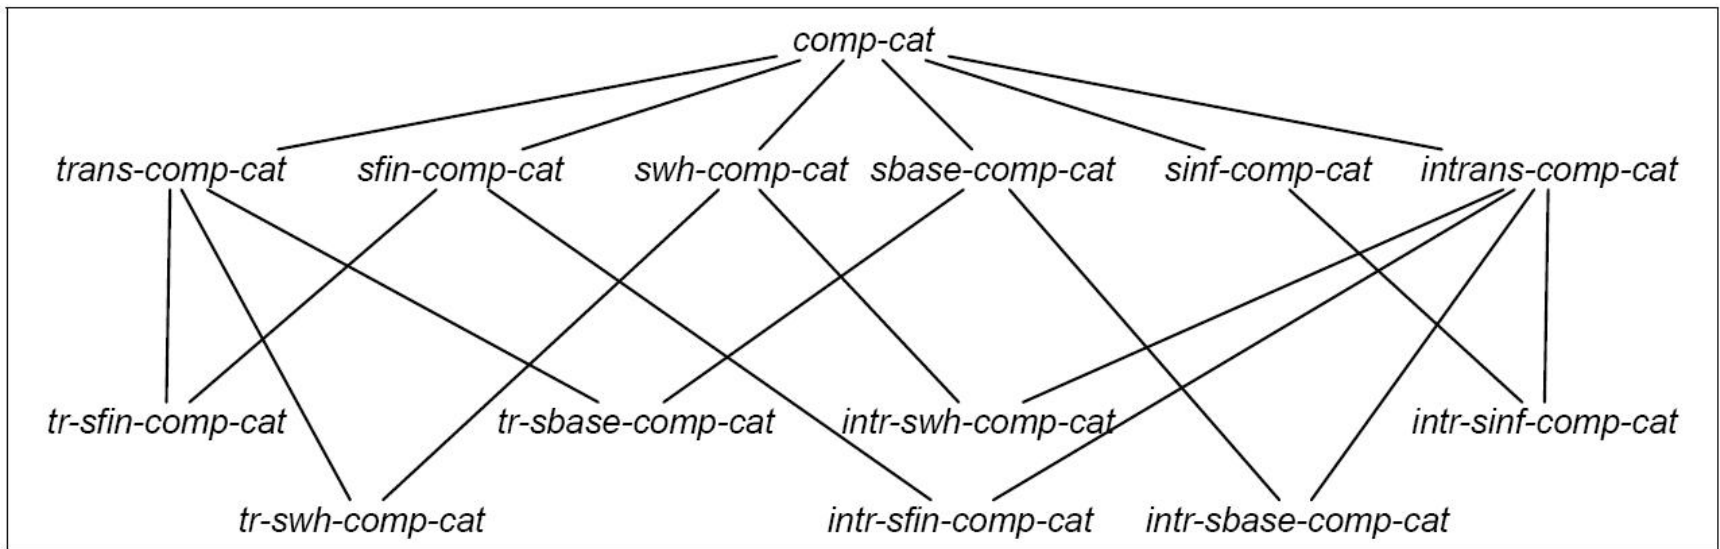 comp-cat
trans-comp-cat sfin-comp-cat swh-comp-cat sbase-comp-cat sinf-comp-cat intrans-comp-cat
tr-sfin-comp-cat tr-sbase-comp-cat intr-swh-comp-cat intr-sinf-comp-cat
tr-swh-comp-cat intr-sfin-comp-cat intr-sbase-comp-cat